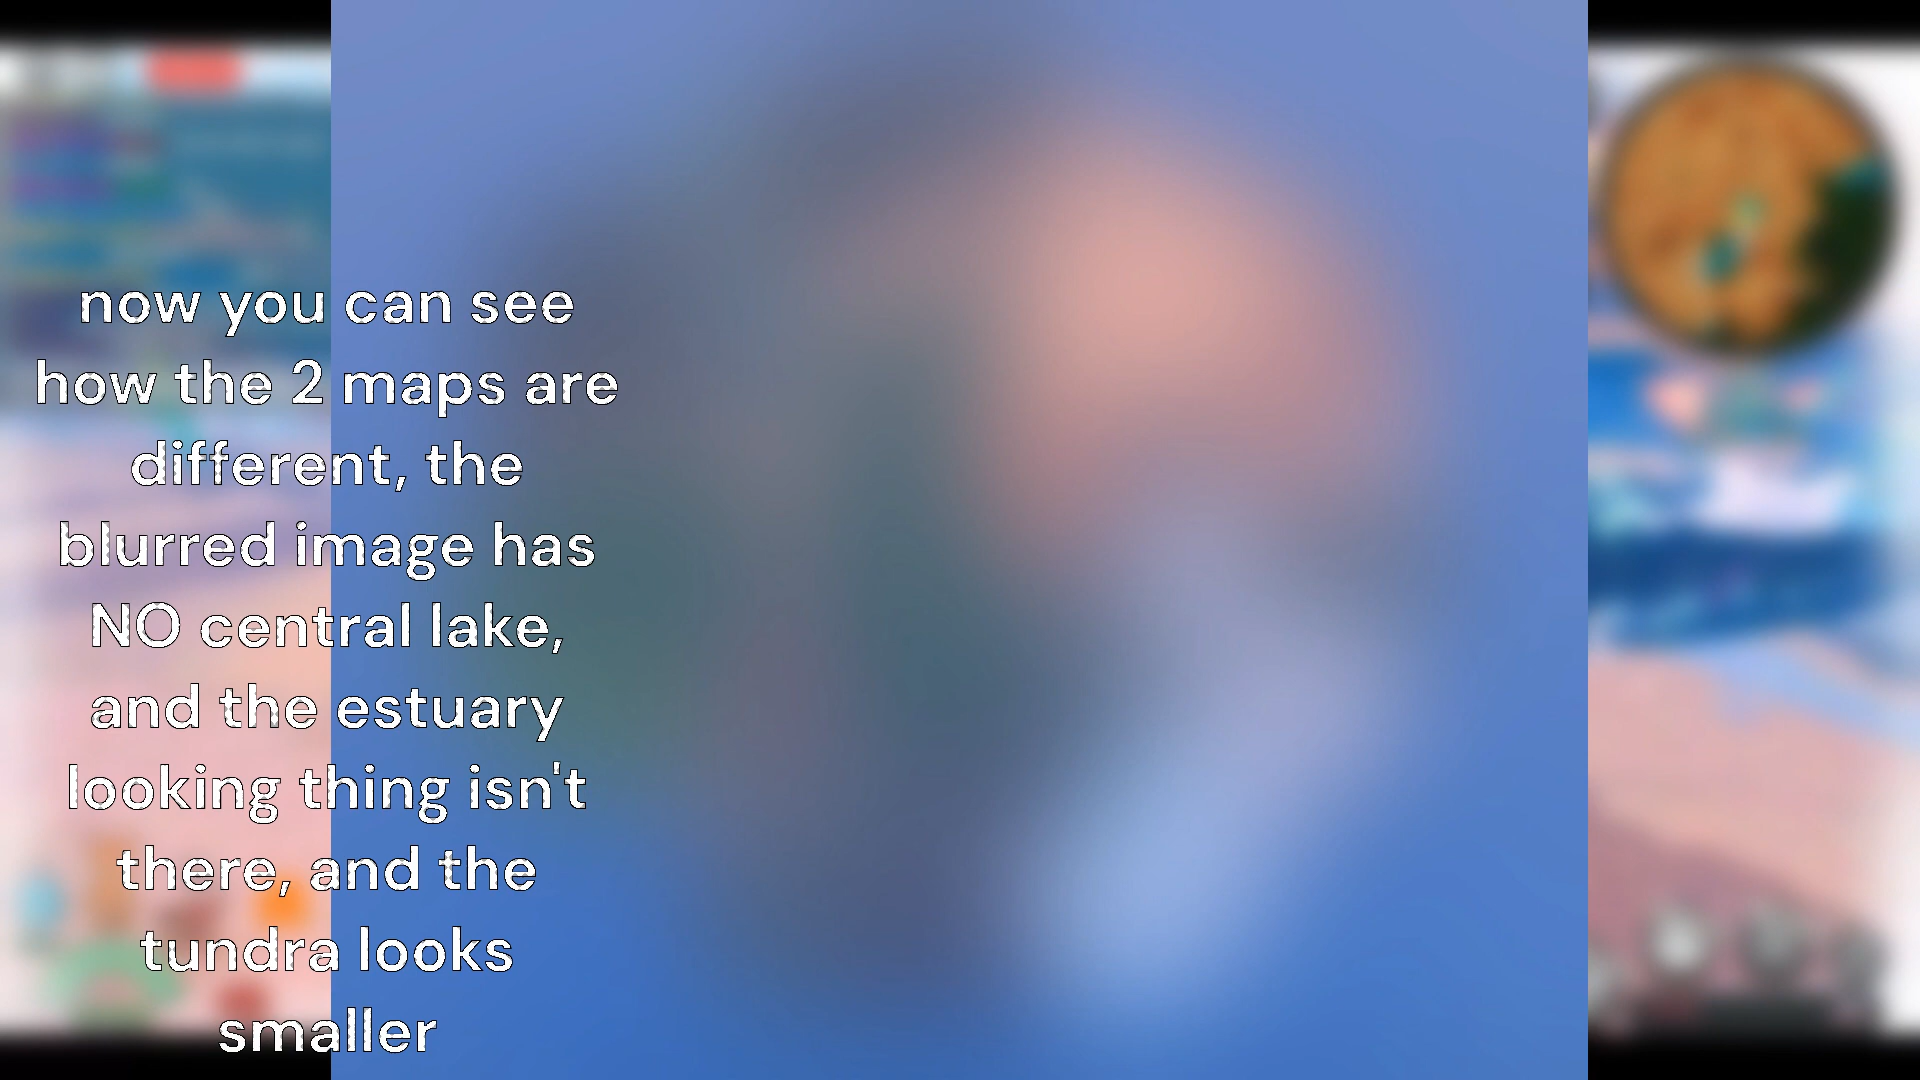 now you can see
how the 2 maps are
different, the
blurred image has
NO central lake,
and the estuary
looking thing isn't
there, and the
tundra looks
smaller